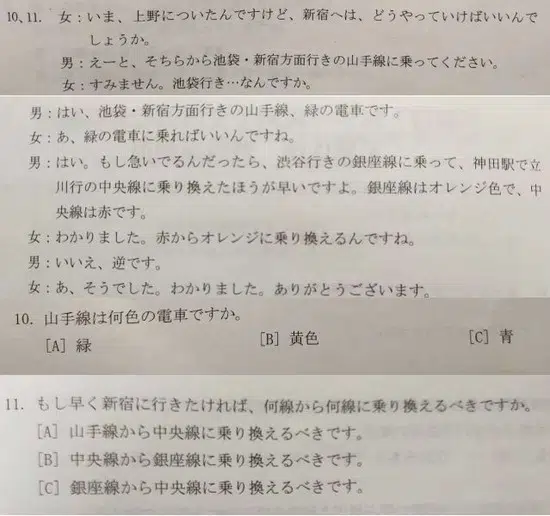 10、11. 女：いま、上野についたんですけど、新宿へは、どうやっていけばいいんで
しょうか。
男：えーと、そちらから池袋・新宿方面行きの山手線に乗ってください。
女：すみません。池袋行き…なんですか。
男：はい、池袋・新宿方面行きの山手線、緑の電車です。
女：あ、緑の電車に乗ればいいんですね。
男：はい。もし急いでるんだったら、渋谷行きの銀座線に乗って、神田駅で立
川行の中央線に乗り換えたほうが早いですよ。銀座線はオレンジ色で、中
央線は赤です。
女：わかりました。赤からオレンジに乗り換えるんですね。
男：いいえ、逆です。
女：あ、そうでした。わかりました。ありがとうございます。
10. 山手線は何色の電車ですか。
[A] 緑 [B] 黄色 [C] 青
11. もし早く新宿に行きたければ、何線から何線に乗り換えるべきですか。
[A] 山手線から中央線に乗り換えるべきです。
[B] 中央線から銀座線に乗り換えるべきです。
[C] 銀座線から中央線に乗り換えるべきです。